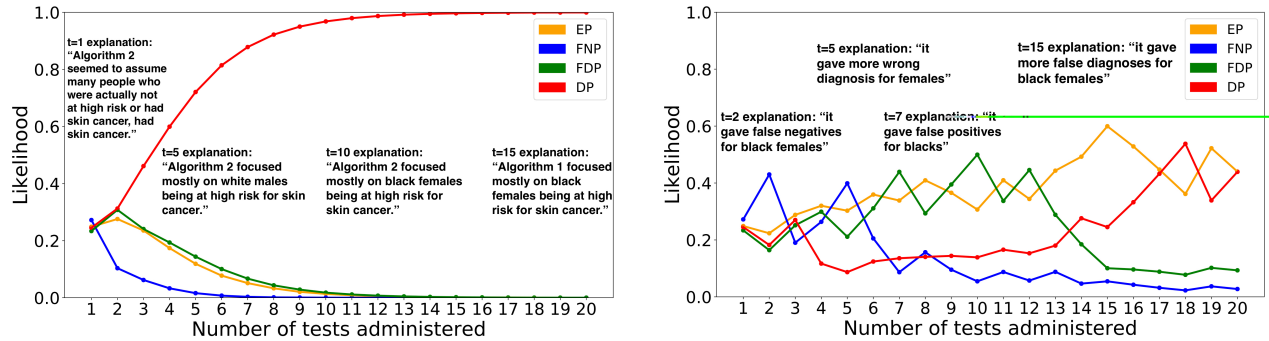 t=1 explanation:
“Algorithm 2
seemed to assume
many people who
were actually not
at high risk or had
skin cancer, had
skin cancer.”
t=5 explanation:
“Algorithm 2 focused
mostly on white males
being at high risk for skin
cancer.”
t=10 explanation:
“Algorithm 2 focused
mostly on black females
being at high risk for
skin cancer.”
t=15 explanation:
“Algorithm 1 focused
mostly on black
females being at high
risk for skin cancer.”
EP
FNP
FDP
DP
Likelihood
1.0
0.8
0.6
0.4
0.2
0.0
1 2 3 4 5 6 7 8 9 10 11 12 13 14 15 16 17 18 19 20
Number of tests administered
t=2 explanation: “it
gave false negatives
for black females”
t=5 explanation: “it
gave more wrong
diagnosis for females”
t=7 explanation: “it
gave false positives
for blacks”
t=15 explanation: “it gave
more false diagnoses for
black females”
EP
FNP
FDP
DP
Likelihood
1.0
0.8
0.6
0.4
0.2
0.0
1 2 3 4 5 6 7 8 9 10 11 12 13 14 15 16 17 18 19 20
Number of tests administered